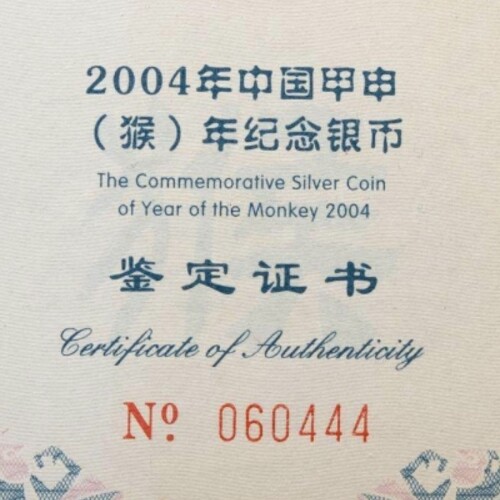 2004年中国甲申
（猴）年纪念银币
The Commemorative Silver Coin
of Year of the Monkey 2004
鉴定证书
Certificate of Authenticity
Nº 060444